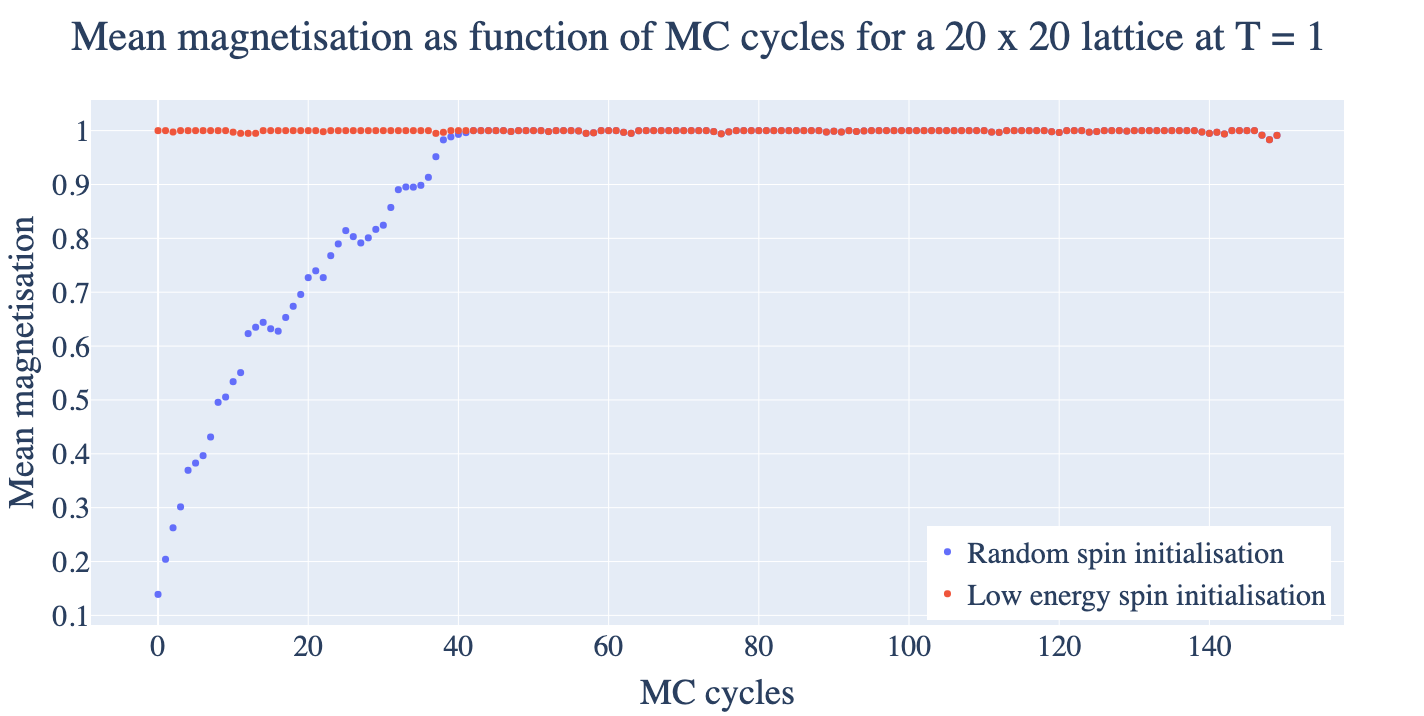 Mean magnetisation as function of MC cycles for a 20 x 20 lattice at T = 1
Mean magnetisation
1
0.9
0.8
0.7
0.6
0.5
0.4
0.3
0.2
0.1
Random spin initialisation
Low energy spin initialisation
0 20 40 60 80 100 120 140
MC cycles